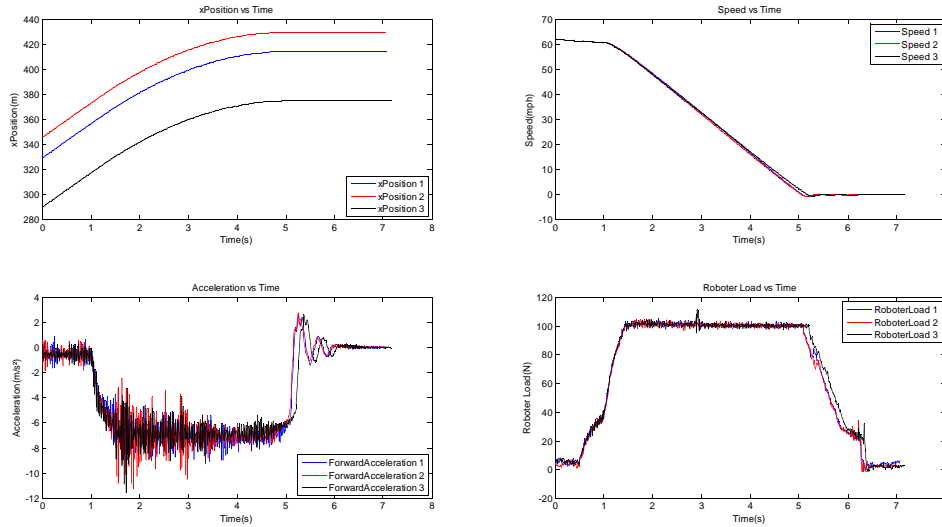 xPosition vs Time
440
420
400
380
360
340
320
300
280
xPosition(m)
0 1 2 3 4 5 6 7 8
Time(s)
xPosition 1
xPosition 2
xPosition 3
Speed vs Time
70
60
50
40
30
20
10
0
-10
Speed(mph)
0 1 2 3 4 5 6 7
Time(s)
Speed 1
Speed 2
Speed 3
Acceleration vs Time
4
2
0
-2
-4
-6
-8
-10
-12
Acceleration(m/s²)
0 1 2 3 4 5 6 7 8
Time(s)
ForwardAcceleration 1
ForwardAcceleration 2
ForwardAcceleration 3
Roboter Load vs Time
120
100
80
60
40
20
0
-20
Roboter Load(N)
0 1 2 3 4 5 6 7
Time(s)
RoboterLoad 1
RoboterLoad 2
RoboterLoad 3